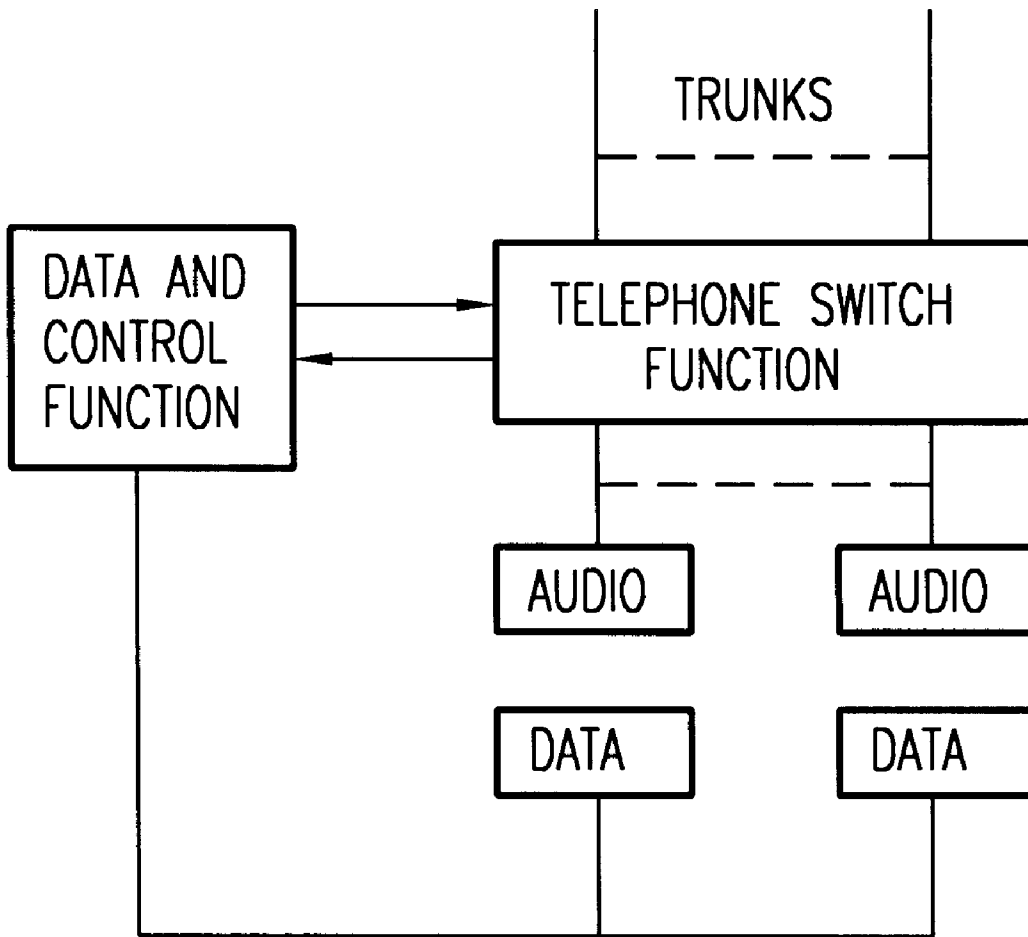 TRUNKS
DATA AND
CONTROL
FUNCTION
TELEPHONE SWITCH
FUNCTION
AUDIO
AUDIO
DATA
DATA